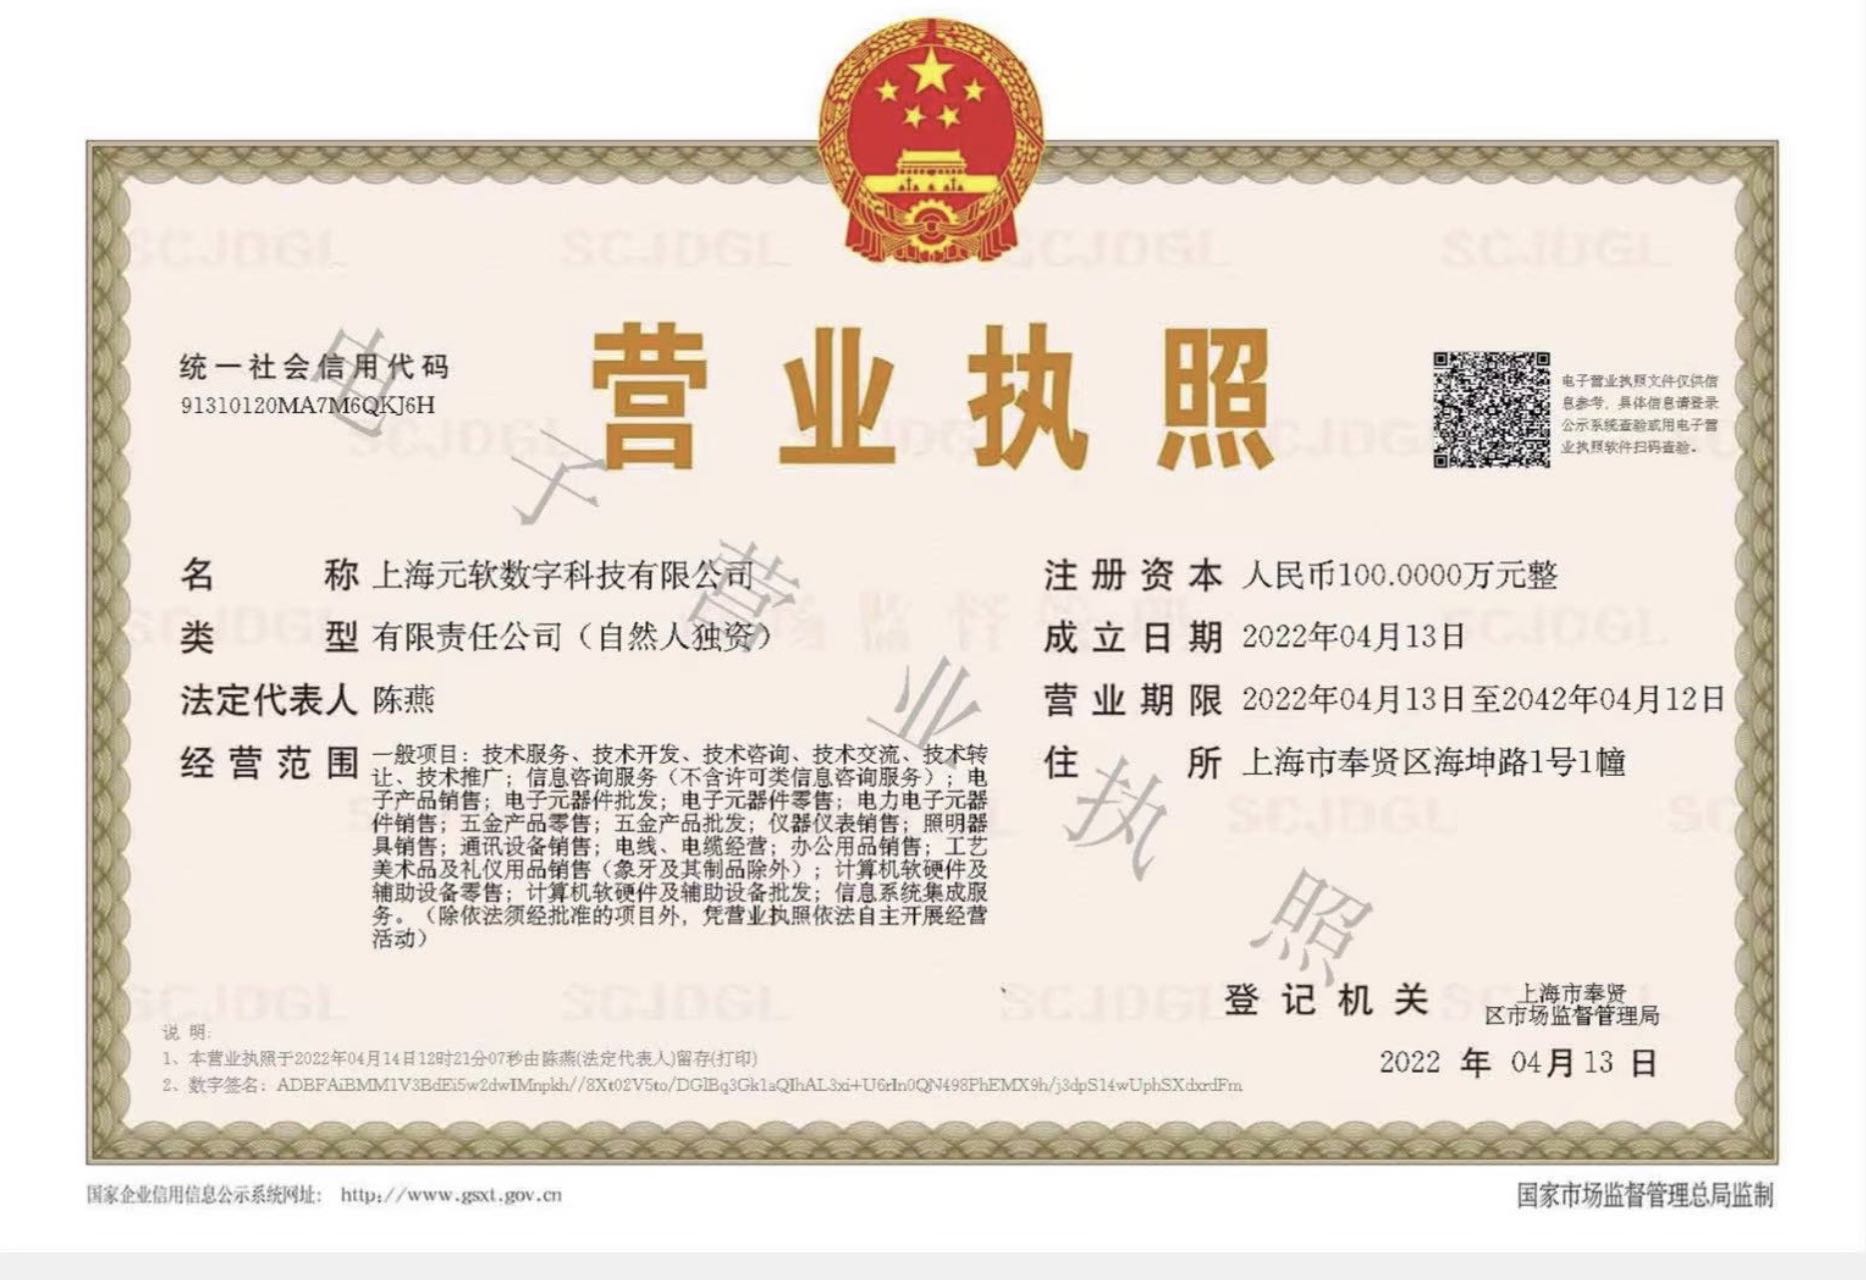 营业执照
统一社会信用代码
91310120MA7M6QKJ6H
电子营业执照文件仅供信
息参考，具体信息请登录
公示系统查验或用电子营
业执照软件扫码查验。
名称 上海元软数字科技有限公司
类型 有限责任公司（自然人独资）
法定代表人 陈燕
经营范围 一般项目：技术服务、技术开发、技术咨询、技术交流、技术转
让、技术推广；信息咨询服务（不含许可类信息咨询服务）；电
子产品销售；电子元器件批发；电子元器件零售；电力电子元器
件销售；五金产品零售；五金产品批发；仪器仪表销售；照明器
具销售；通讯设备销售；电线、电缆经营；办公用品销售；工艺
美术品及礼仪用品销售（象牙及其制品除外）；计算机软硬件及
辅助设备零售；计算机软硬件及辅助设备批发；信息系统集成服
务。（除依法须经批准的项目外，凭营业执照依法自主开展经营
活动）
注册资本 人民币100.0000万元整
成立日期 2022年04月13日
营业期限 2022年04月13日至2042年04月12日
住所 上海市奉贤区海坤路1号1幢
电子营业执照
登记机关 上海市奉贤
区市场监督管理局
2022 年 04月13 日
说明：
1、本营业执照于2022年04月14日12时21分07秒由陈燕(法定代表人)留存(打印)
2、数字签名：
国家企业信用信息公示系统网址： http://www.gsxt.gov.cn
国家市场监督管理总局监制